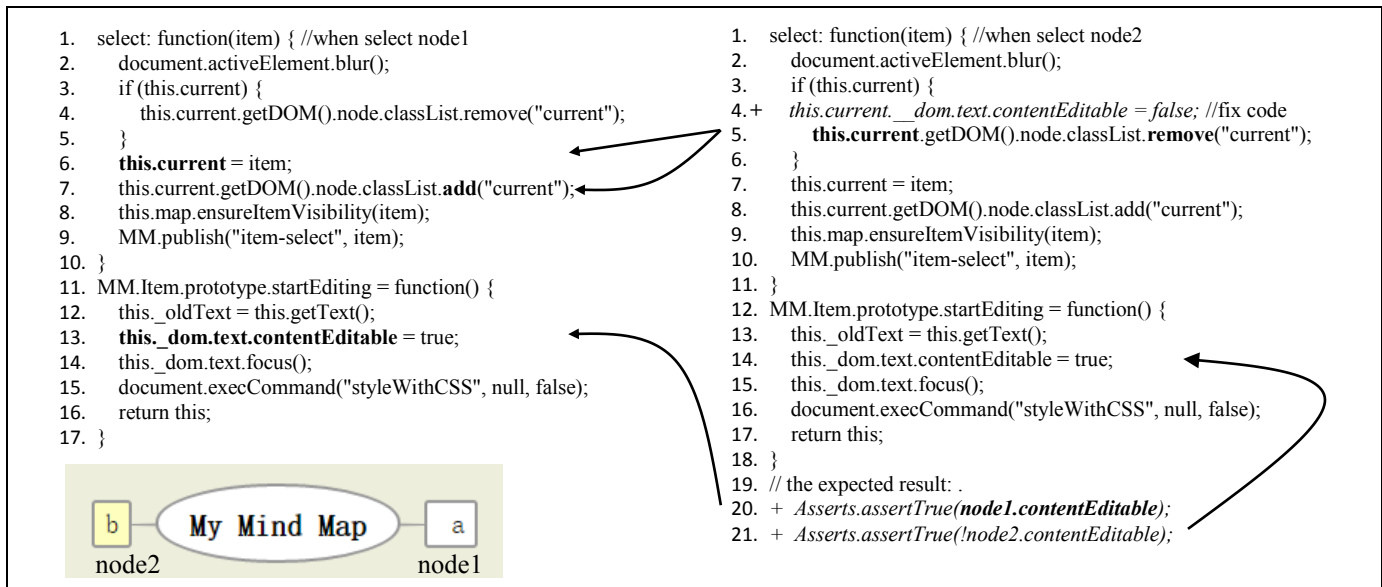 1. select: function(item) { //when select node1
2. document.activeElement.blur();
3. if (this.current) {
4. this.current.getDOM().node.classList.remove("current");
5. }
6. this.current = item;
7. this.current.getDOM().node.classList.add("current");
8. this.map.ensureItemVisibility(item);
9. MM.publish("item-select", item);
10. }
11. MM.Item.prototype.startEditing = function() {
12. this._oldText = this.getText();
13. this._dom.text.contentEditable = true;
14. this._dom.text.focus();
15. document.execCommand("styleWithCSS", null, false);
16. return this;
17. }
b My Mind Map a
node2 node1
1. select: function(item) { //when select node2
2. document.activeElement.blur();
3. if (this.current) {
4.+ this.current.__dom.text.contentEditable = false; //fix code
5. this.current.getDOM().node.classList.remove("current");
6. }
7. this.current = item;
8. this.current.getDOM().node.classList.add("current");
9. this.map.ensureItemVisibility(item);
10. MM.publish("item-select", item);
11. }
12. MM.Item.prototype.startEditing = function() {
13. this._oldText = this.getText();
14. this._dom.text.contentEditable = true;
15. this._dom.text.focus();
16. document.execCommand("styleWithCSS", null, false);
17. return this;
18. }
19. // the expected result: .
20. + Asserts.assertTrue(node1.contentEditable);
21. + Asserts.assertTrue(!node2.contentEditable);